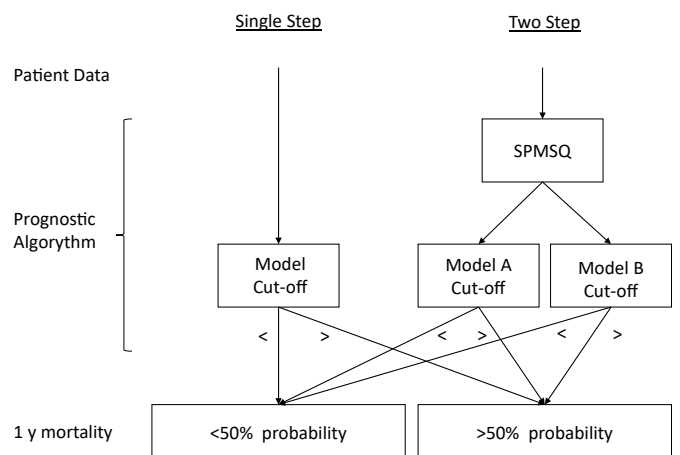 Single Step
Two Step
Patient Data
SPMSQ
Prognostic
Algorythm
Model
Cut-off
Model A
Cut-off
Model B
Cut-off
< >
< >
< >
1 y mortality
<50% probability
>50% probability